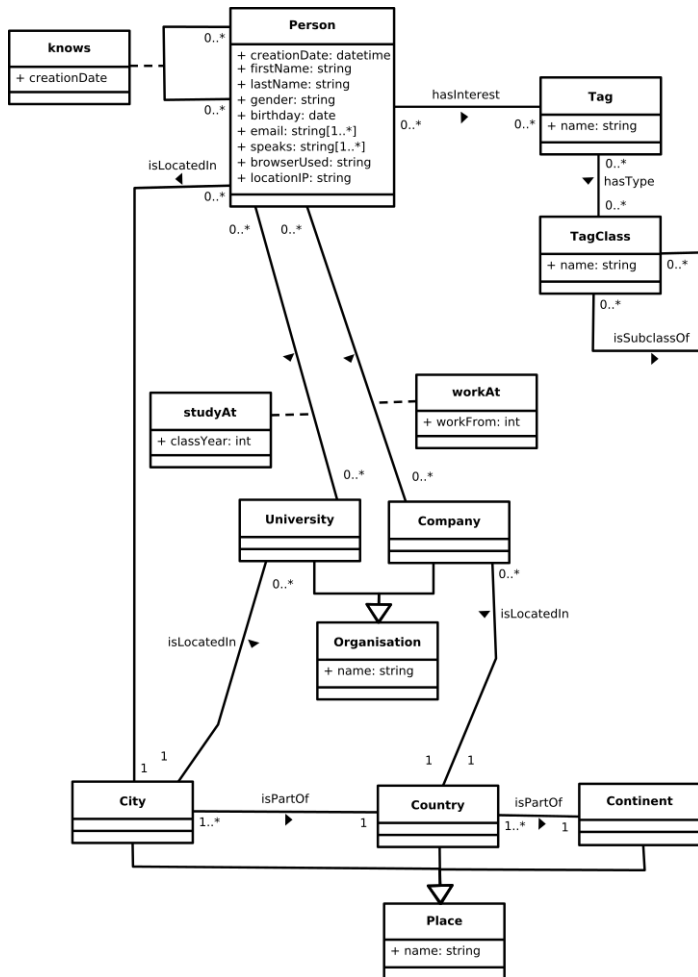 Person
knows
0..*
+ creationDate: datetime
+ creationDate
+ firstName: string
+ lastName: string
+ gender: string
+ birthday: date
+ email: string[1..*]
+ speaks: string[1..*]
+ browserUsed: string
+ locationIP: string
0..*
hasInterest
0..*
0..*
Tag
+ name: string
isLocatedIn
0..*
0..*
hasType
0..*
TagClass
+ name: string
0..*
0..*
isSubclassOf
0..*
0..*
studyAt
+ classYear: int
workAt
+ workFrom: int
0..*
0..*
University
Company
0..*
0..*
isLocatedIn
isLocatedIn
Organisation
+ name: string
1
1
1
1
City
isPartOf
1..*
1
Country
isPartOf
1..*
1
Continent
Place
+ name: string